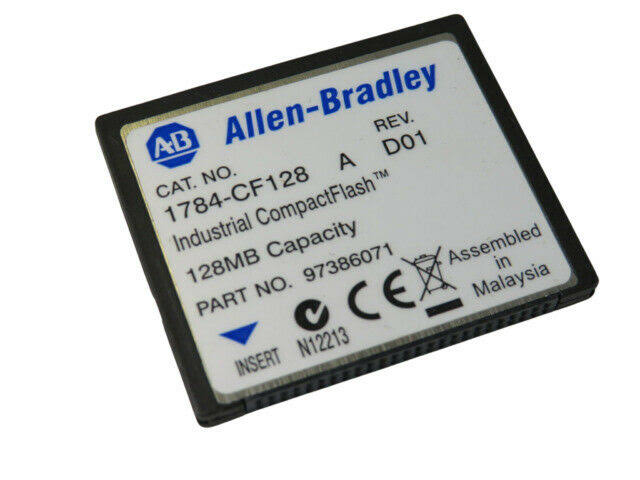 AB Allen-Bradley
CAT. NO. REV.
1784-CF128 A D01
Industrial CompactFlash™
128MB Capacity
PART NO. 97386071
Assembled
in
Malaysia
INSERT N12213